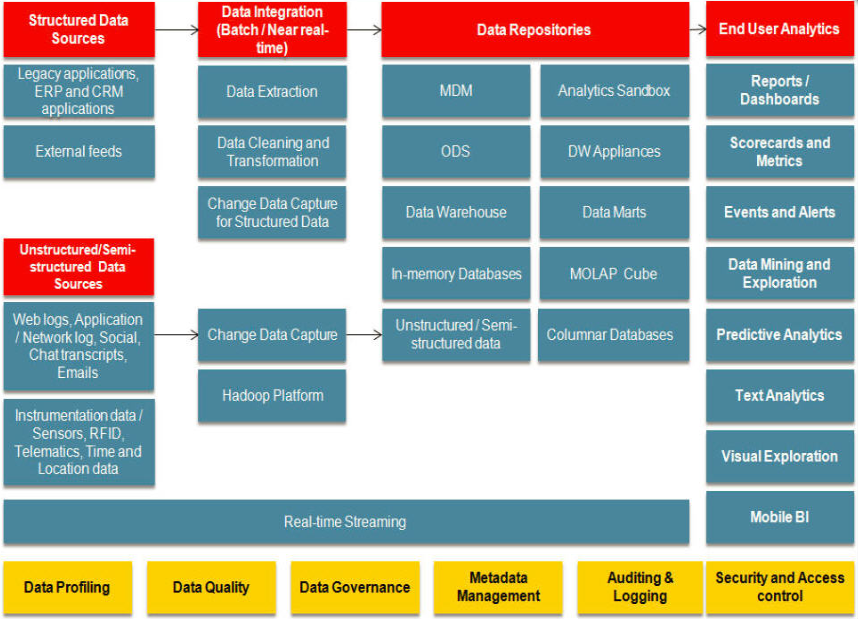 Structured Data
Sources
Legacy applications,
ERP and CRM
applications
External feeds
Unstructured/Semi-
structured Data
Sources
Web logs, Application
/ Network log, Social,
Chat transcripts,
Emails
Instrumentation data /
Sensors, RFID,
Telematics, Time and
Location data
Data Integration
(Batch / Near real-
time)
Data Extraction
Data Cleaning and
Transformation
Change Data Capture
for Structured Data
Change Data Capture
Hadoop Platform
Data Repositories
MDM
Analytics Sandbox
ODS
DW Appliances
Data Warehouse
Data Marts
In-memory Databases
MOLAP Cube
Unstructured / Semi-
structured data
Columnar Databases
End User Analytics
Reports /
Dashboards
Scorecards and
Metrics
Events and Alerts
Data Mining and
Exploration
Predictive Analytics
Text Analytics
Visual Exploration
Mobile BI
Real-time Streaming
Data Profiling
Data Quality
Data Governance
Metadata
Management
Auditing &
Logging
Security and Access
control